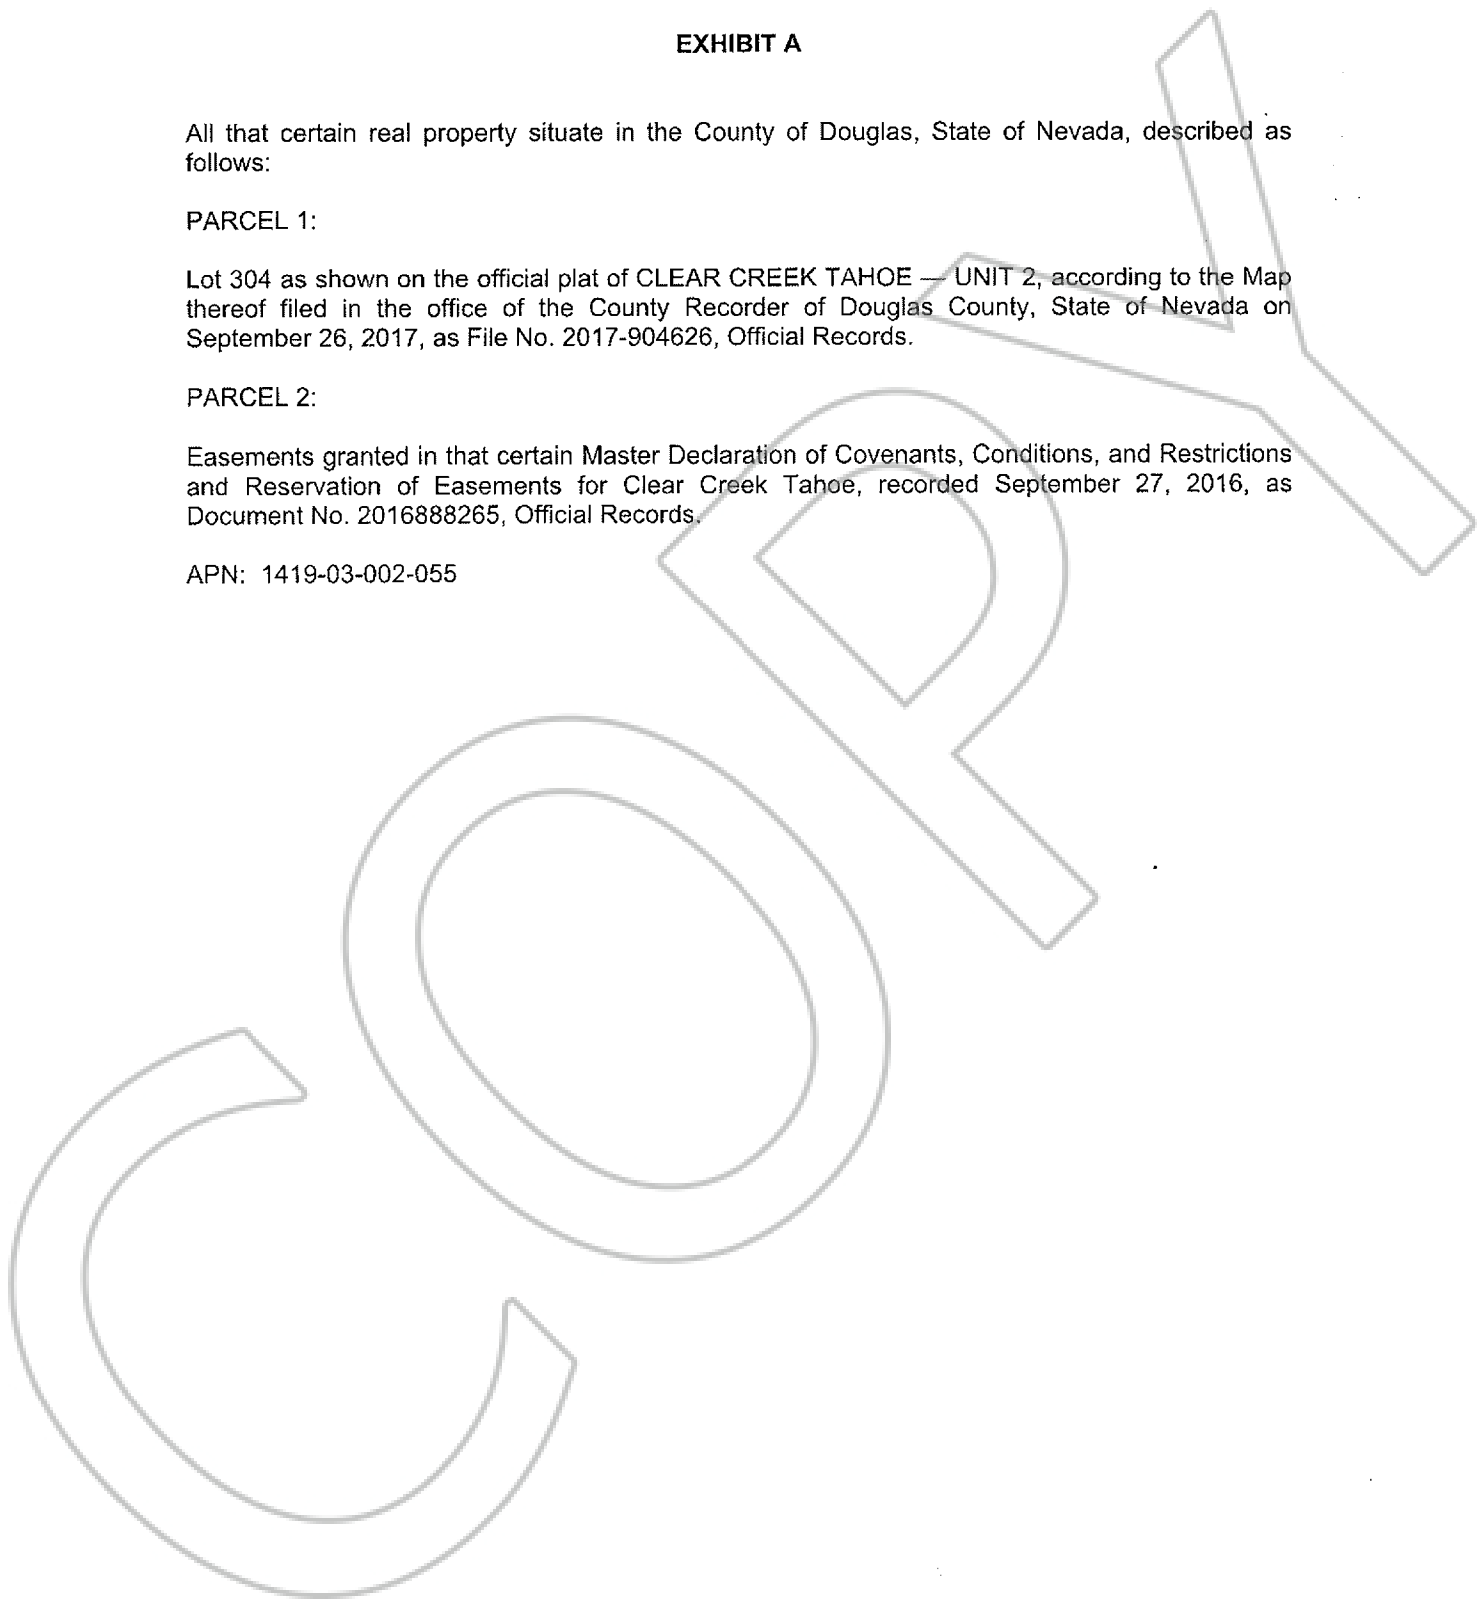 EXHIBIT A
All that certain real property situate in the County of Douglas, State of Nevada, described as
follows:
PARCEL 1:
Lot 304 as shown on the official plat of CLEAR CREEK TAHOE — UNIT 2, according to the Map
thereof filed in the office of the County Recorder of Douglas County, State of Nevada on
September 26, 2017, as File No. 2017-904626, Official Records.
PARCEL 2:
Easements granted in that certain Master Declaration of Covenants, Conditions, and Restrictions
and Reservation of Easements for Clear Creek Tahoe, recorded September 27, 2016, as
Document No. 2016888265, Official Records.
APN: 1419-03-002-055
COPY